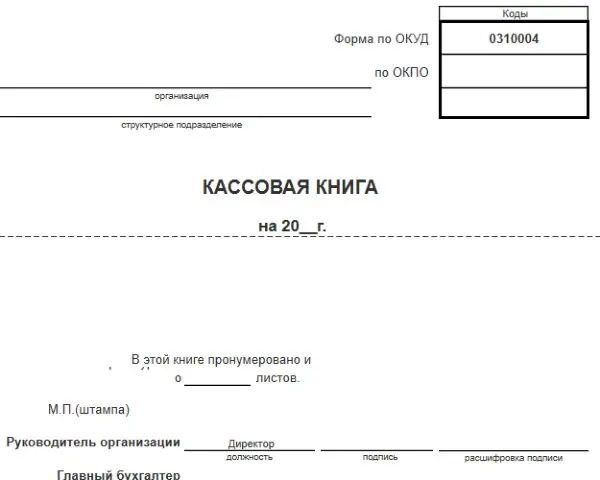 Коды
Форма по ОКУД 0310004
по ОКПО
организация
структурное подразделение
КАССОВАЯ КНИГА
на 20__г.
В этой книге пронумеровано и
о ________ листов.
М.П.(штампа)
Руководитель организации Директор
должность подпись расшифровка подписи
Главный бухгалтер